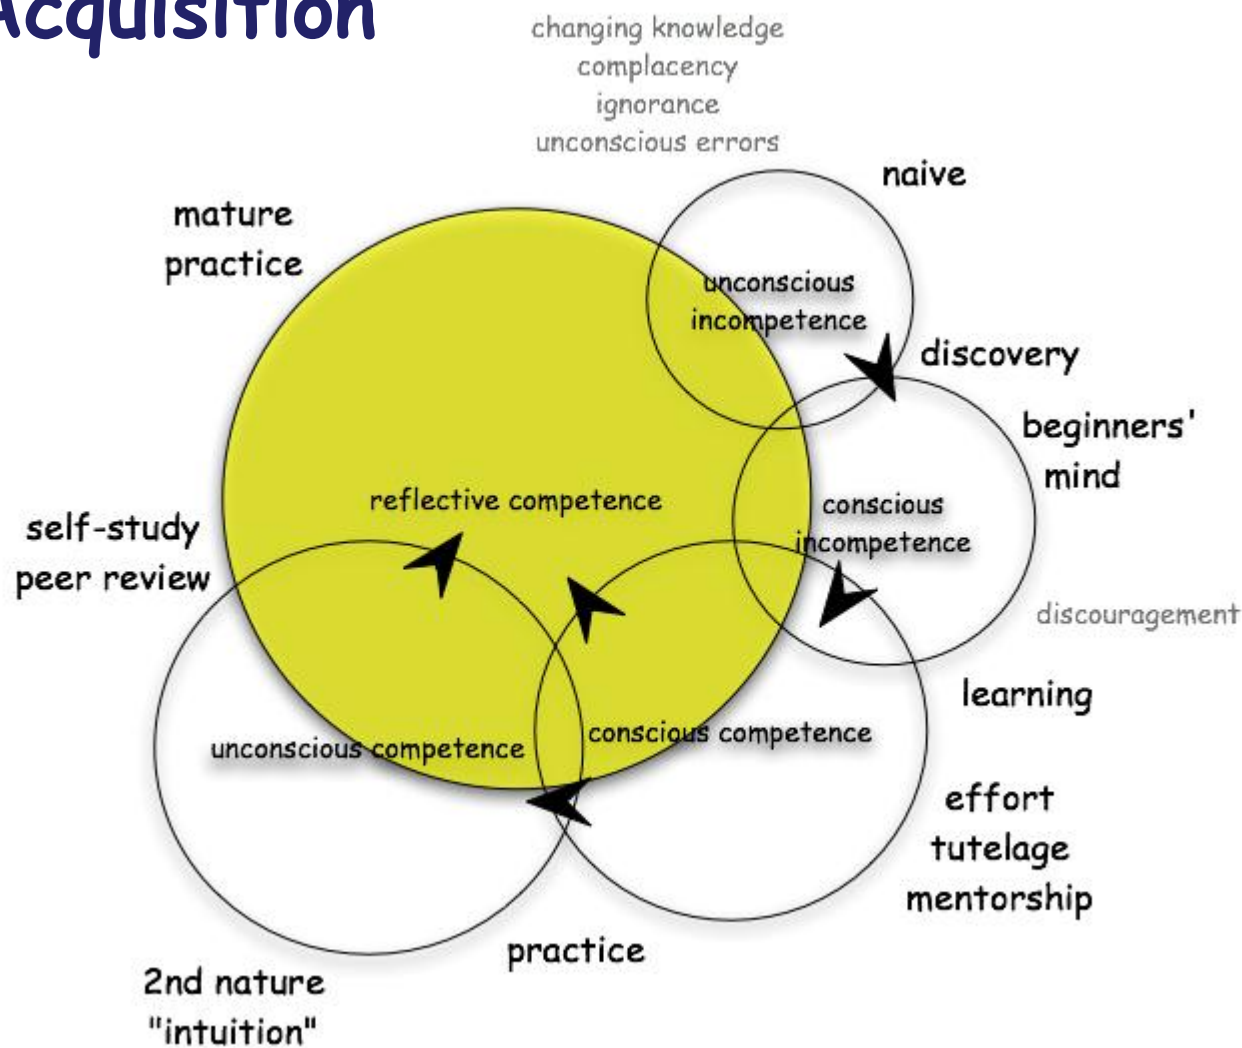 Acquisition
changing knowledge
complacency
ignorance
unconscious errors
naive
mature
practice
unconscious
incompetence
discovery
beginners'
mind
reflective competence
conscious
incompetence
self-study
peer review
discouragement
learning
unconscious competence
conscious competence
effort
tutelage
mentorship
practice
2nd nature
"intuition"